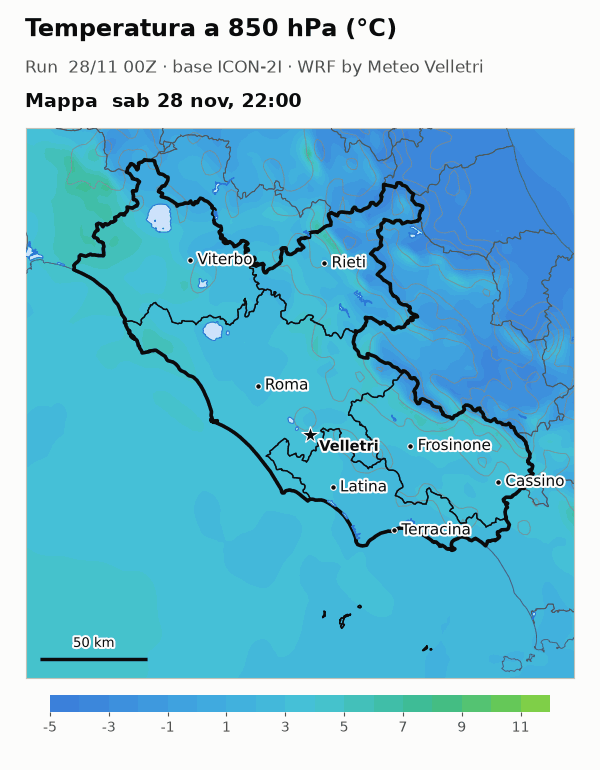 Temperatura a 850 hPa (°C)
Run  28/11 00Z · base ICON-2I · WRF by Meteo Velletri
Mappa  sab 28 nov, 22:00
Viterbo
Rieti
Roma
Velletri
Frosinone
Latina
Cassino
Terracina
50 km
-5 -3 -1 1 3 5 7 9 11